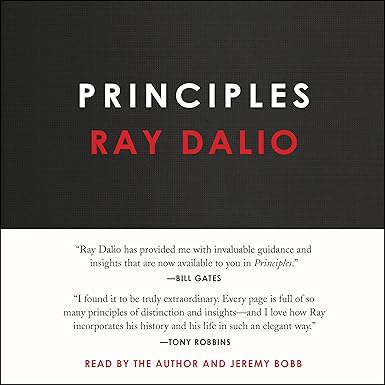 PRINCIPLES
RAY DALIO
“Ray Dalio has provided me with invaluable guidance and
insights that are now available to you in Principles.”
—BILL GATES
“I found it to be truly extraordinary. Every page is full of so
many principles of distinction and insights—and I love how Ray
incorporates his history and his life in such an elegant way.”
—TONY ROBBINS
READ BY THE AUTHOR AND JEREMY BOBB